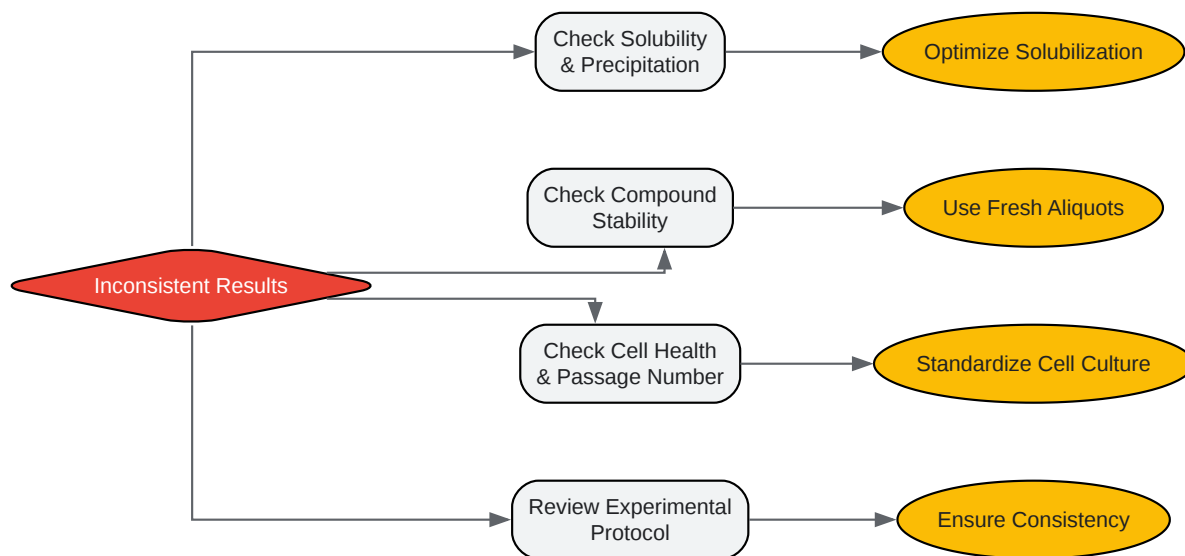 Check Solubility
& Precipitation
Optimize Solubilization
Check Compound
Stability
Use Fresh Aliquots
Inconsistent Results
Check Cell Health
& Passage Number
Standardize Cell Culture
Review Experimental
Protocol
Ensure Consistency